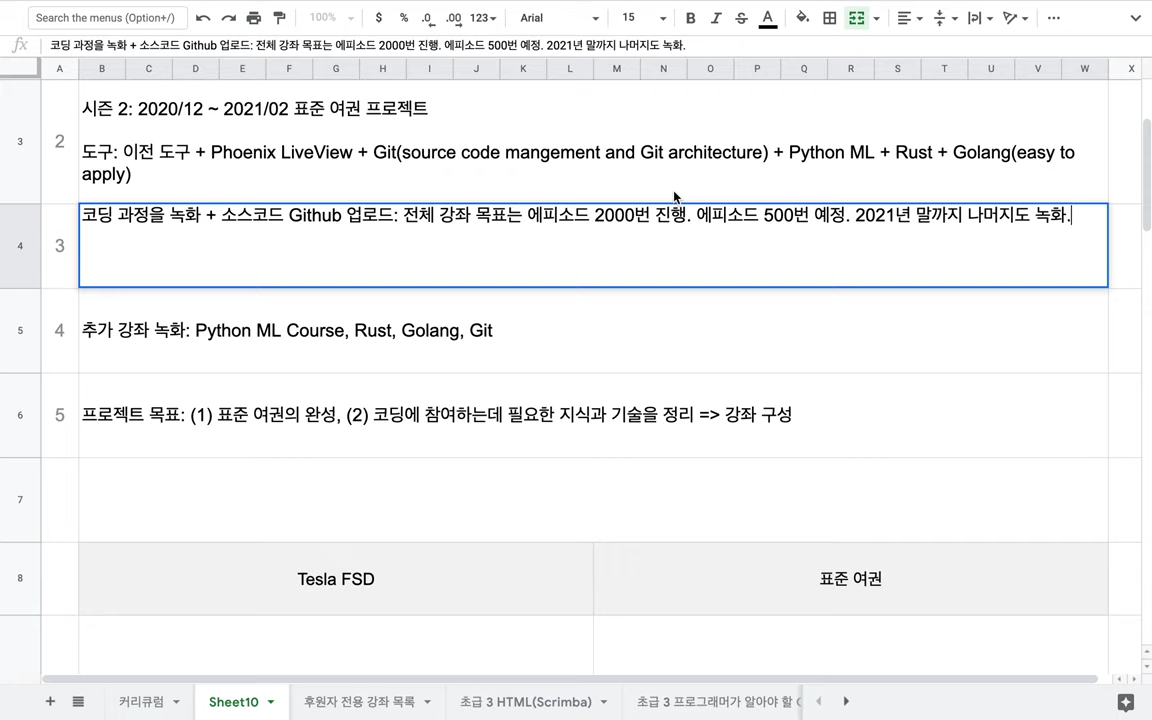 Search the menus (Option+/) 100% $ % .0 .00 123 Arial 15 B I S A
fx 코딩 과정을 녹화 + 소스코드 Github 업로드: 전체 강좌 목표는 에피소드 2000번 진행. 에피소드 500번 예정. 2021년 말까지 나머지도 녹화.
A B C D E F G H I J K L M N O P Q R S T U V W X
3 2 시즌 2: 2020/12 ~ 2021/02 표준 여권 프로젝트
도구: 이전 도구 + Phoenix LiveView + Git(source code mangement and Git architecture) + Python ML + Rust + Golang(easy to
apply)
4 3 코딩 과정을 녹화 + 소스코드 Github 업로드: 전체 강좌 목표는 에피소드 2000번 진행. 에피소드 500번 예정. 2021년 말까지 나머지도 녹화.
5 4 추가 강좌 녹화: Python ML Course, Rust, Golang, Git
6 5 프로젝트 목표: (1) 표준 여권의 완성, (2) 코딩에 참여하는데 필요한 지식과 기술을 정리 => 강좌 구성
7
8 Tesla FSD 표준 여권
커리큐럼 Sheet10 후원자 전용 강좌 목록 초급 3 HTML(Scrimba) 초급 3 프로그래머가 알아야 할